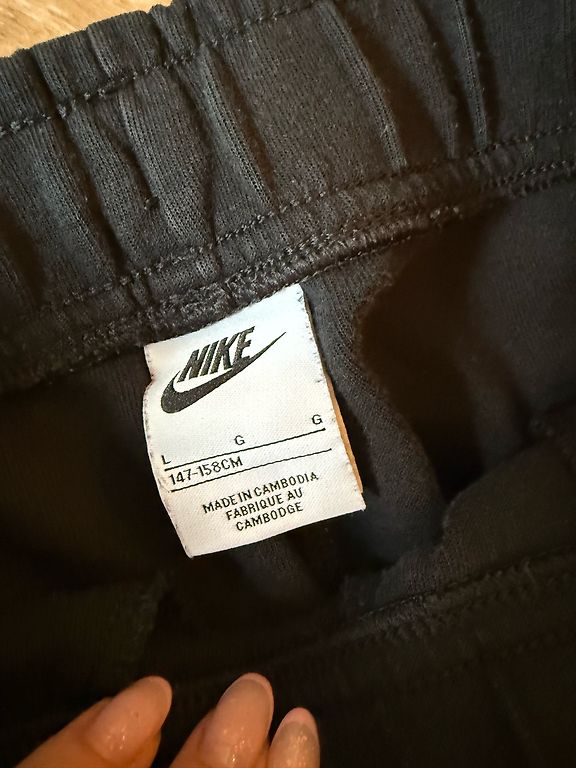 NIKE
L G G
147-158CM
MADE IN CAMBODIA
FABRIQUE AU
CAMBODGE